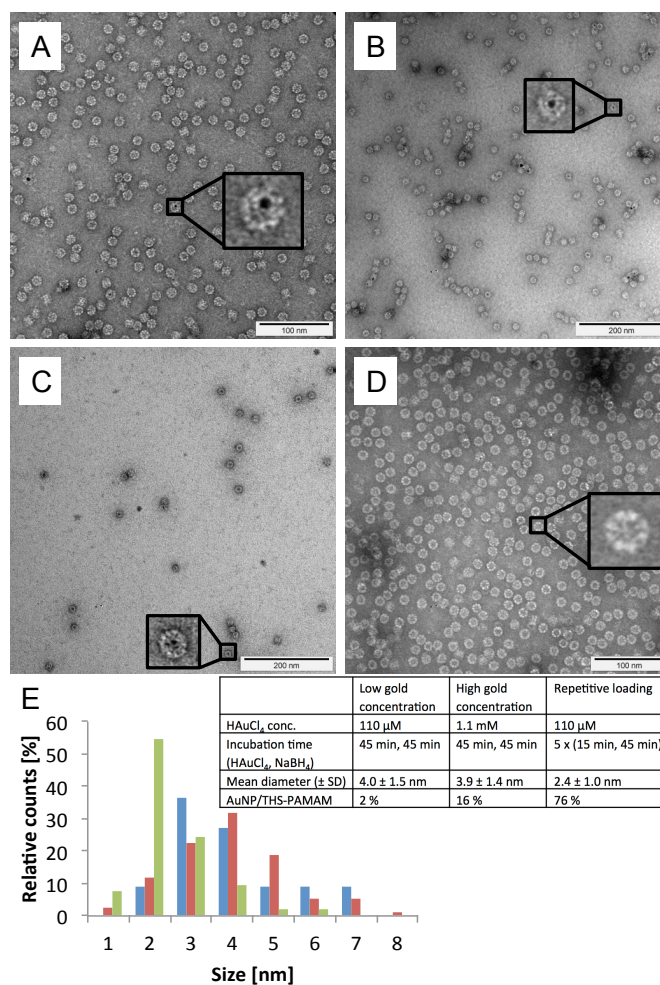 A
B
100 nm
200 nm
C
D
200 nm
100 nm
E
Low gold concentration
High gold concentration
Repetitive loading
HAuCl4 conc.
110 µM
1.1 mM
110 µM
Incubation time (HAuCl4, NaBH4)
45 min, 45 min
45 min, 45 min
5 x (15 min, 45 min)
Mean diameter (± SD)
4.0 ± 1.5 nm
3.9 ± 1.4 nm
2.4 ± 1.0 nm
AuNP/THS-PAMAM
2 %
16 %
76 %
Relative counts [%]
60
50
40
30
20
10
0
1 2 3 4 5 6 7 8
Size [nm]